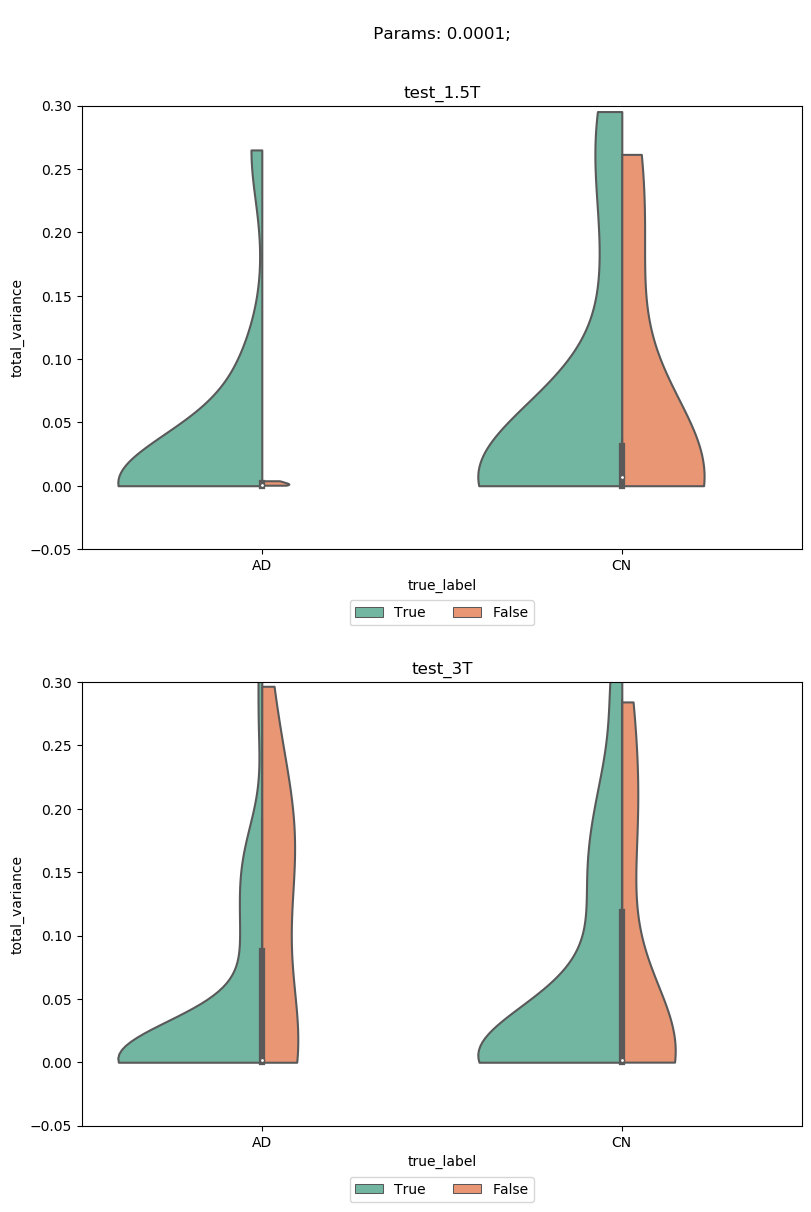 Params: 0.0001;
test_1.5T
0.30
0.25
0.20
0.15
0.10
0.05
0.00
−0.05
total_variance
AD
CN
true_label
True
False
test_3T
0.30
0.25
0.20
0.15
0.10
0.05
0.00
−0.05
total_variance
AD
CN
true_label
True
False